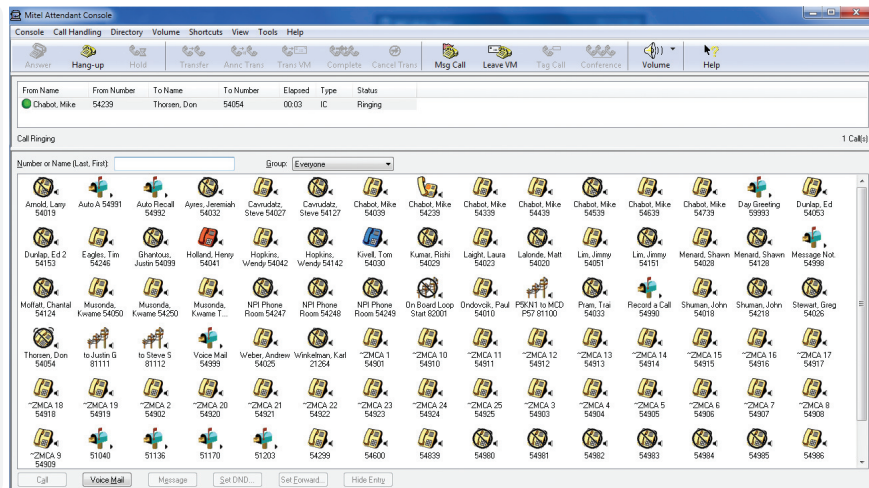 Mitel Attendant Console
Console Call Handling Directory Volume Shortcuts View Tools Help
Answer Hang-up Hold Transfer Annc Trans Trans VM Complete Cancel Trans Msg Call Leave VM Tag Call Conference Volume Help
From Name From Number To Name To Number Elapsed Type Status
Chabot, Mike 54239 Thorsen, Don 54054 00:03 IC Ringing
Call Ringing 1 Call(s)
Number or Name (Last, First): Group: Everyone
Arnold, Larry Auto A 54991 Auto Recall Ayres, Jeremiah Cavrudatz, Cavrudatz, Chabot, Mike Chabot, Mike Chabot, Mike Chabot, Mike Chabot, Mike Chabot, Mike Chabot, Mike Day Greeting Dunlap, Ed
54019 54992 54032 Steve 54027 Steve 54127 54039 54239 54339 54439 54539 54639 54739 59993 54053
Dunlap, Ed 2 Eagles, Tim Ghantous, Holland, Henry Hopkins, Hopkins, Kivell, Tom Kumar, Rishi Laight, Laura Lalonde, Matt Lim, Jimmy Lim, Jimmy Menard, Shawn Menard, Shawn Message Not.
54153 54246 Justin 54099 54041 Wendy 54042 Wendy 54142 54030 54029 54023 54020 54051 54151 54028 54128 54998
Moffatt, Chantal Musonda, Musonda, Musonda, NPI Phone NPI Phone NPI Phone On Board Loop Ondovcik, Paul P5KN1 to MCD Pram, Trai Record a Call Shuman, John Shuman, John Stewart, Greg
54124 Kwame 54050 Kwame 54250 Kwame T... Room 54247 Room 54248 Room 54249 Start 82001 54010 P57 81100 54033 54990 54018 54218 54026
Thorsen, Don to Justin G to Steve S Voice Mail Weber, Andrew Winkelman, Karl ~ZMCA 1 ~ZMCA 10 ~ZMCA 11 ~ZMCA 12 ~ZMCA 13 ~ZMCA 14 ~ZMCA 15 ~ZMCA 16 ~ZMCA 17
54054 81111 81112 54999 54025 21264 54901 54910 54911 54912 54913 54914 54915 54916 54917
~ZMCA 18 ~ZMCA 19 ~ZMCA 2 ~ZMCA 20 ~ZMCA 21 ~ZMCA 22 ~ZMCA 23 ~ZMCA 24 ~ZMCA 25 ~ZMCA 3 ~ZMCA 4 ~ZMCA 5 ~ZMCA 6 ~ZMCA 7 ~ZMCA 8
54918 54919 54902 54920 54921 54922 54923 54924 54925 54903 54904 54905 54906 54907 54908
~ZMCA 9 51040 51136 51170 51203 54299 54600 54839 54980 54981 54982 54983 54984 54985 54986
54909
Call Voice Mail Message Set DND... Set Forward... Hide Entry